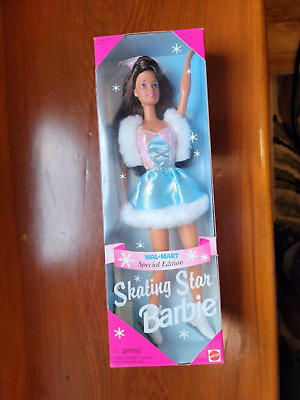 WAL-MART
Special Edition
Skating Star
Barbie
WARNING:
MATTEL